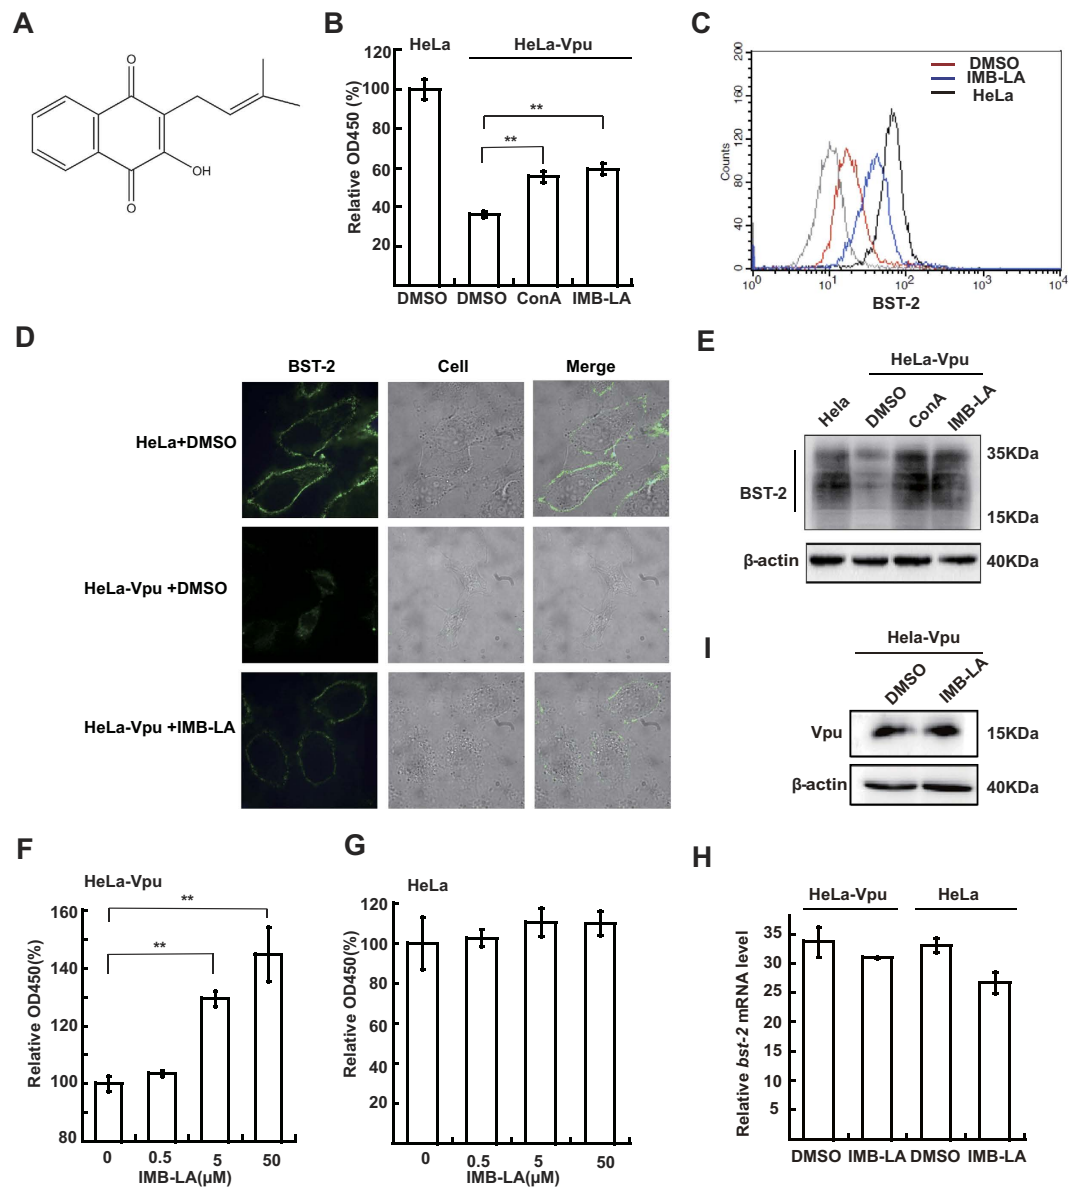 A
O
O
OH
B
HeLa
HeLa-Vpu
Relative OD450 (%)
120
100
80
60
40
20
**
**
DMSO DMSO ConA IMB-LA
C
Counts
200
160
120
80
40
0
DMSO
IMB-LA
HeLa
10^0 10^1 10^2 10^3 10^4
BST-2
D
BST-2 Cell Merge
HeLa+DMSO
HeLa-Vpu +DMSO
HeLa-Vpu +IMB-LA
E
HeLa-Vpu
Hela DMSO ConA IMB-LA
BST-2
35KDa
15KDa
β-actin 40KDa
I
Hela-Vpu
DMSO IMB-LA
Vpu 15KDa
β-actin 40KDa
F
HeLa-Vpu
Relative OD450(%)
160
140
120
100
80
**
**
0 0.5 5 50
IMB-LA(μM)
G
HeLa
Relative OD450(%)
120
100
80
60
40
20
0 0.5 5 50
IMB-LA(μM)
H
HeLa-Vpu HeLa
Relative bst-2 mRNA level
35
30
25
20
15
10
5
DMSO IMB-LA DMSO IMB-LA